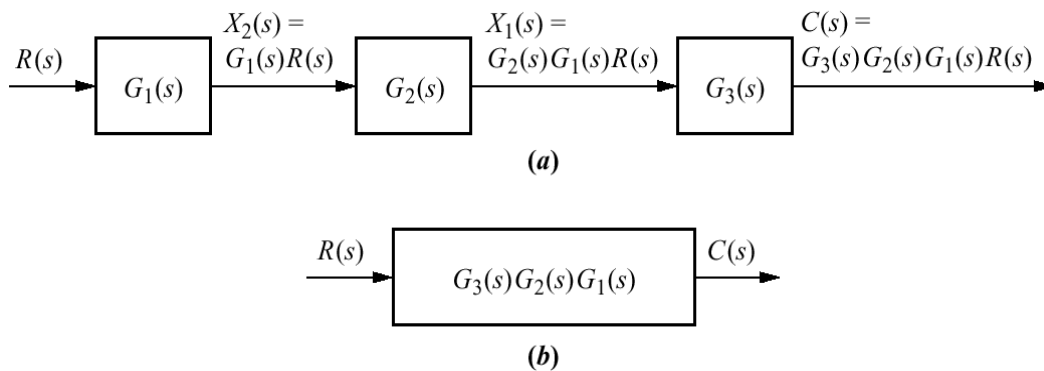 R(s)
G₁(s)
X₂(s) =
G₁(s)R(s)
G₂(s)
X₁(s) =
G₂(s)G₁(s)R(s)
G₃(s)
C(s) =
G₃(s)G₂(s)G₁(s)R(s)
(a)
R(s)
G₃(s)G₂(s)G₁(s)
C(s)
(b)